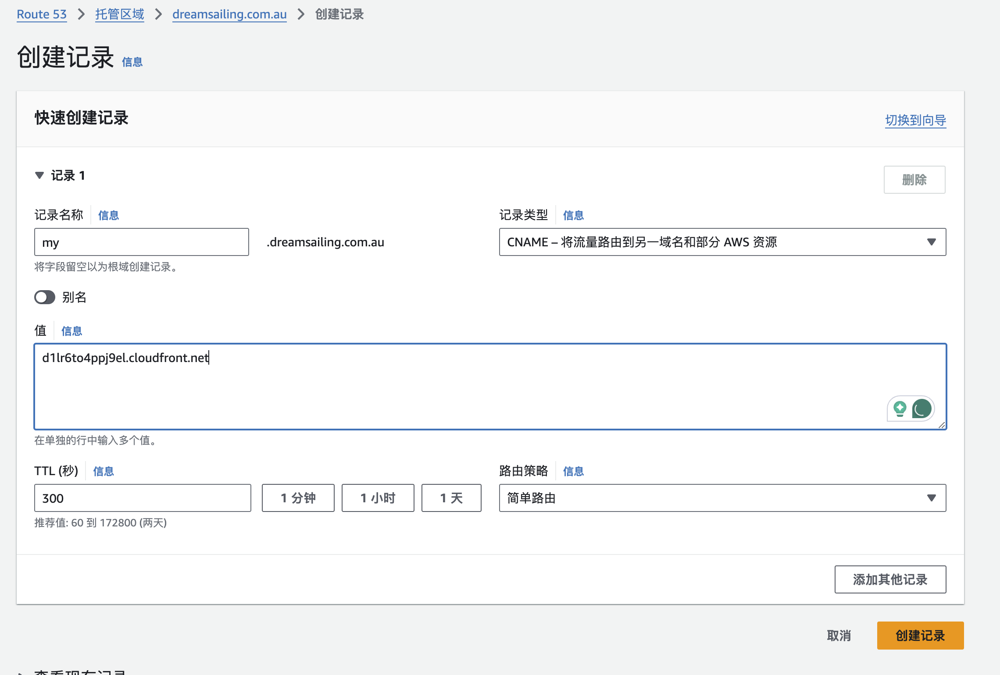 Route 53 > 托管区域 > dreamsailing.com.au > 创建记录
创建记录 信息
快速创建记录
切换到向导
记录 1
删除
记录名称 信息
记录类型 信息
my .dreamsailing.com.au
CNAME – 将流量路由到另一域名和部分 AWS 资源
将字段留空以为根域创建记录。
别名
值 信息
d1lr6to4ppj9el.cloudfront.net
在单独的行中输入多个值。
TTL (秒) 信息
路由策略 信息
300 1 分钟 1 小时 1 天
简单路由
推荐值: 60 到 172800 (两天)
添加其他记录
取消 创建记录
查看现有记录